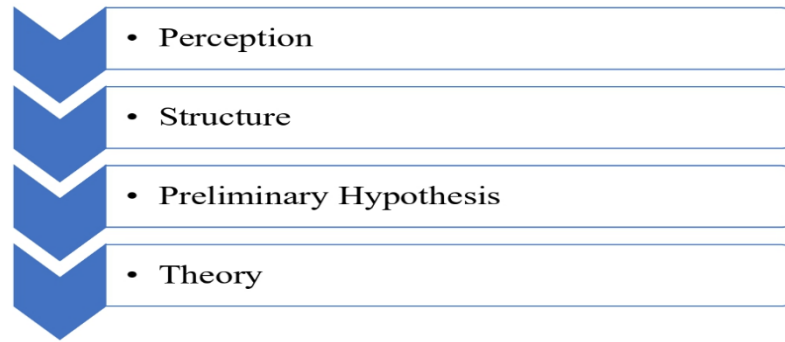 • Perception
• Structure
• Preliminary Hypothesis
• Theory